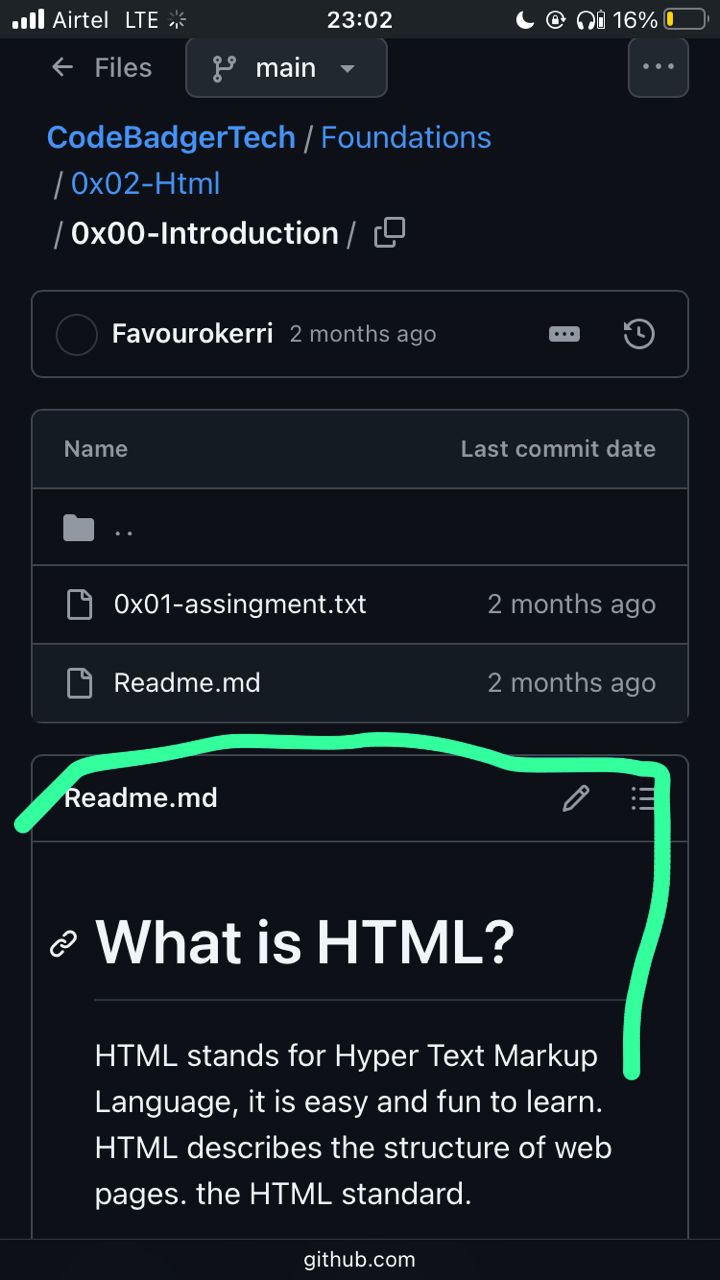 Airtel LTE 23:02 16%
Files main
CodeBadgerTech / Foundations
/ 0x02-Html
/ 0x00-Introduction /
Favourokerri 2 months ago
Name Last commit date
..
0x01-assingment.txt 2 months ago
Readme.md 2 months ago
Readme.md
What is HTML?
HTML stands for Hyper Text Markup
Language, it is easy and fun to learn.
HTML describes the structure of web
pages. the HTML standard.
github.com